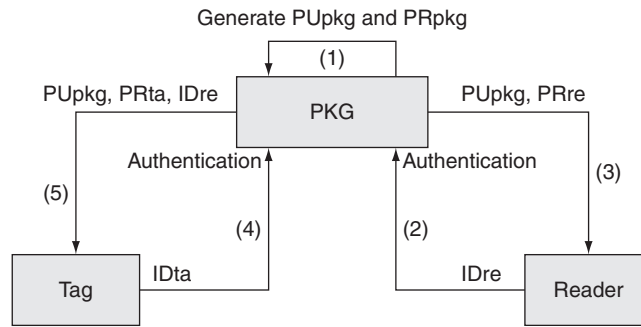 Generate PUpkg and PRpkg
(1)
PUpkg, PRta, IDre
PKG
PUpkg, PRre
Authentication
Authentication
(5)
(4)
(2)
(3)
Tag
IDta
IDre
Reader